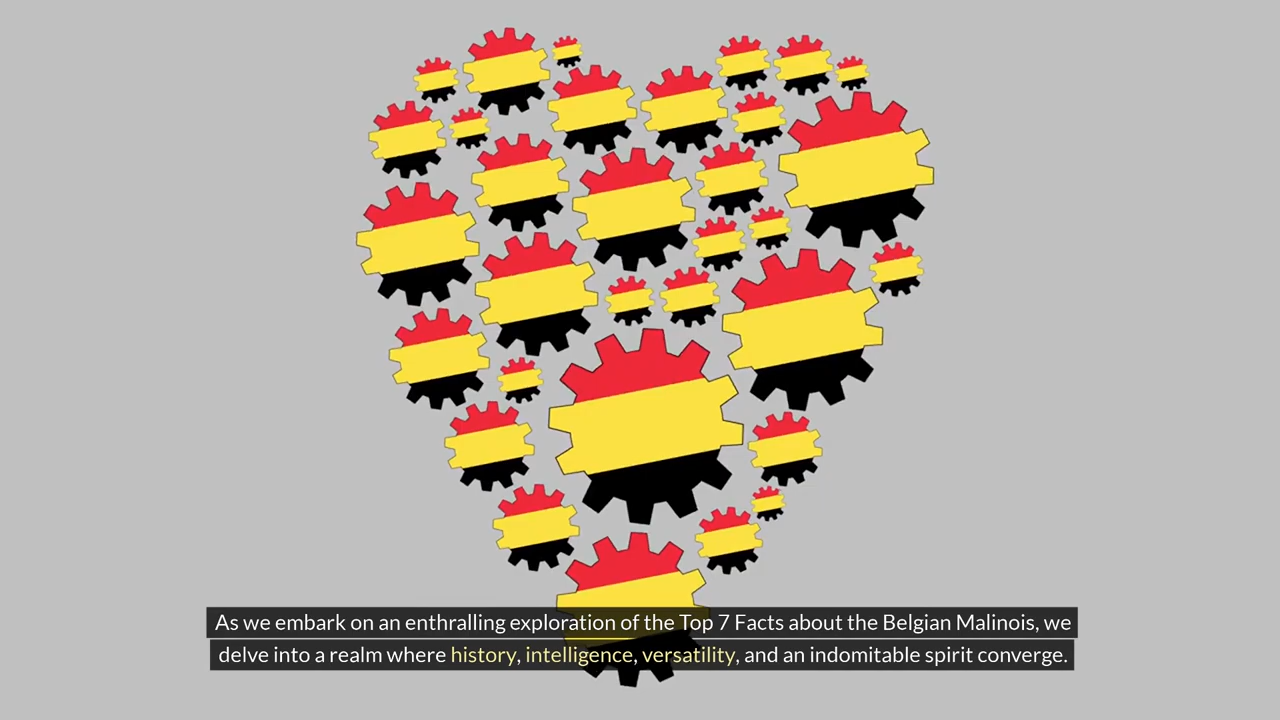 As we embark on an enthralling exploration of the Top 7 Facts about the Belgian Malinois, we
delve into a realm where history, intelligence, versatility, and an indomitable spirit converge.